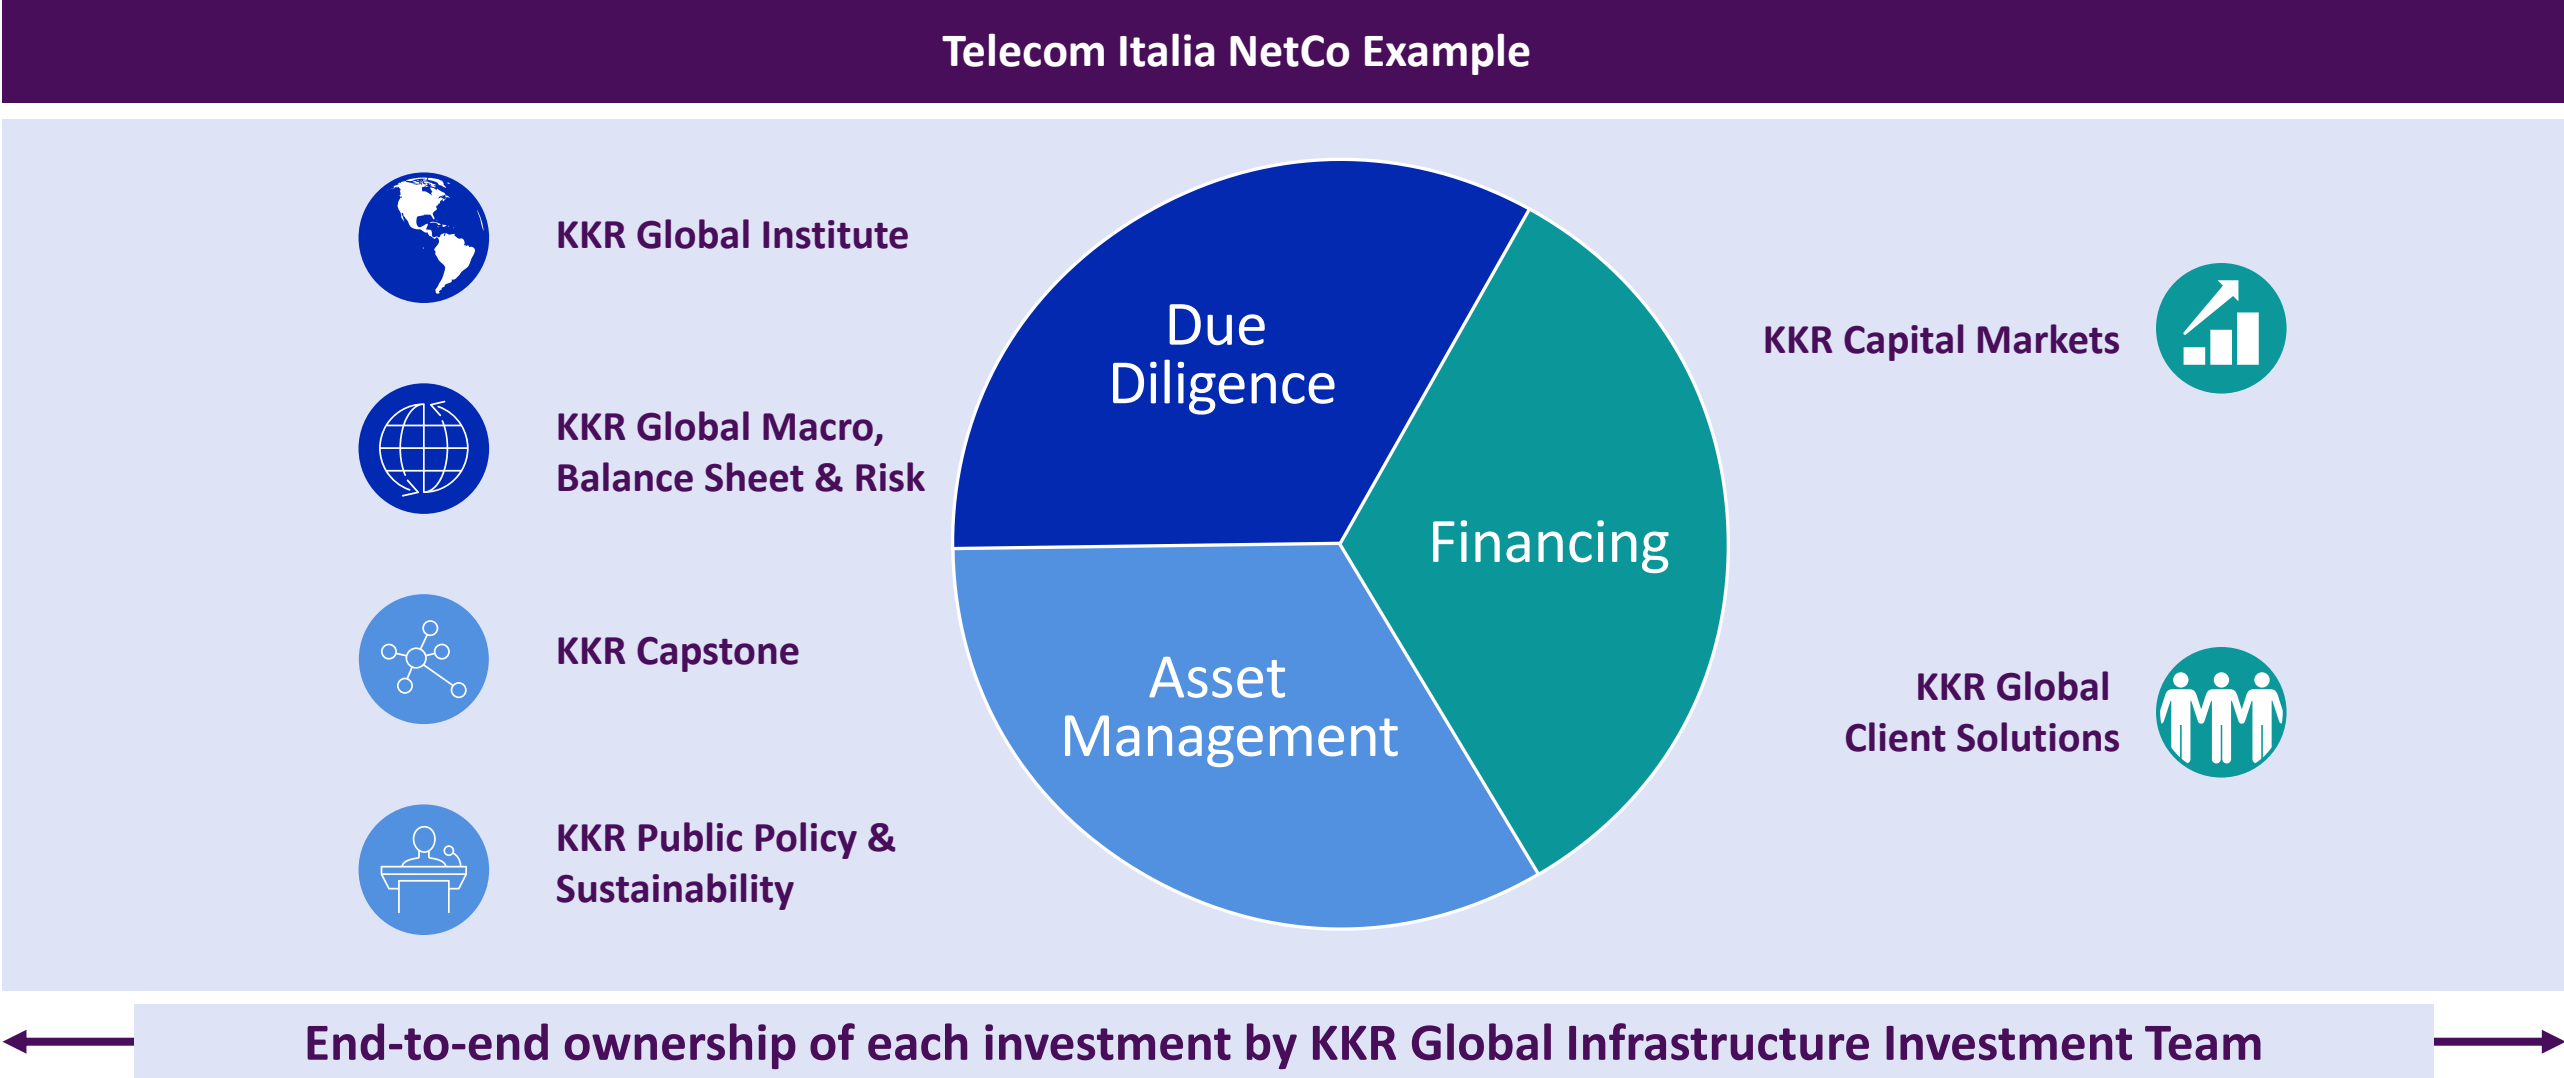 Telecom Italia NetCo Example
KKR Global Institute
KKR Global Macro,
Balance Sheet & Risk
KKR Capstone
KKR Public Policy &
Sustainability
Due
Diligence
Financing
Asset
Management
KKR Capital Markets
KKR Global
Client Solutions
End-to-end ownership of each investment by KKR Global Infrastructure Investment Team